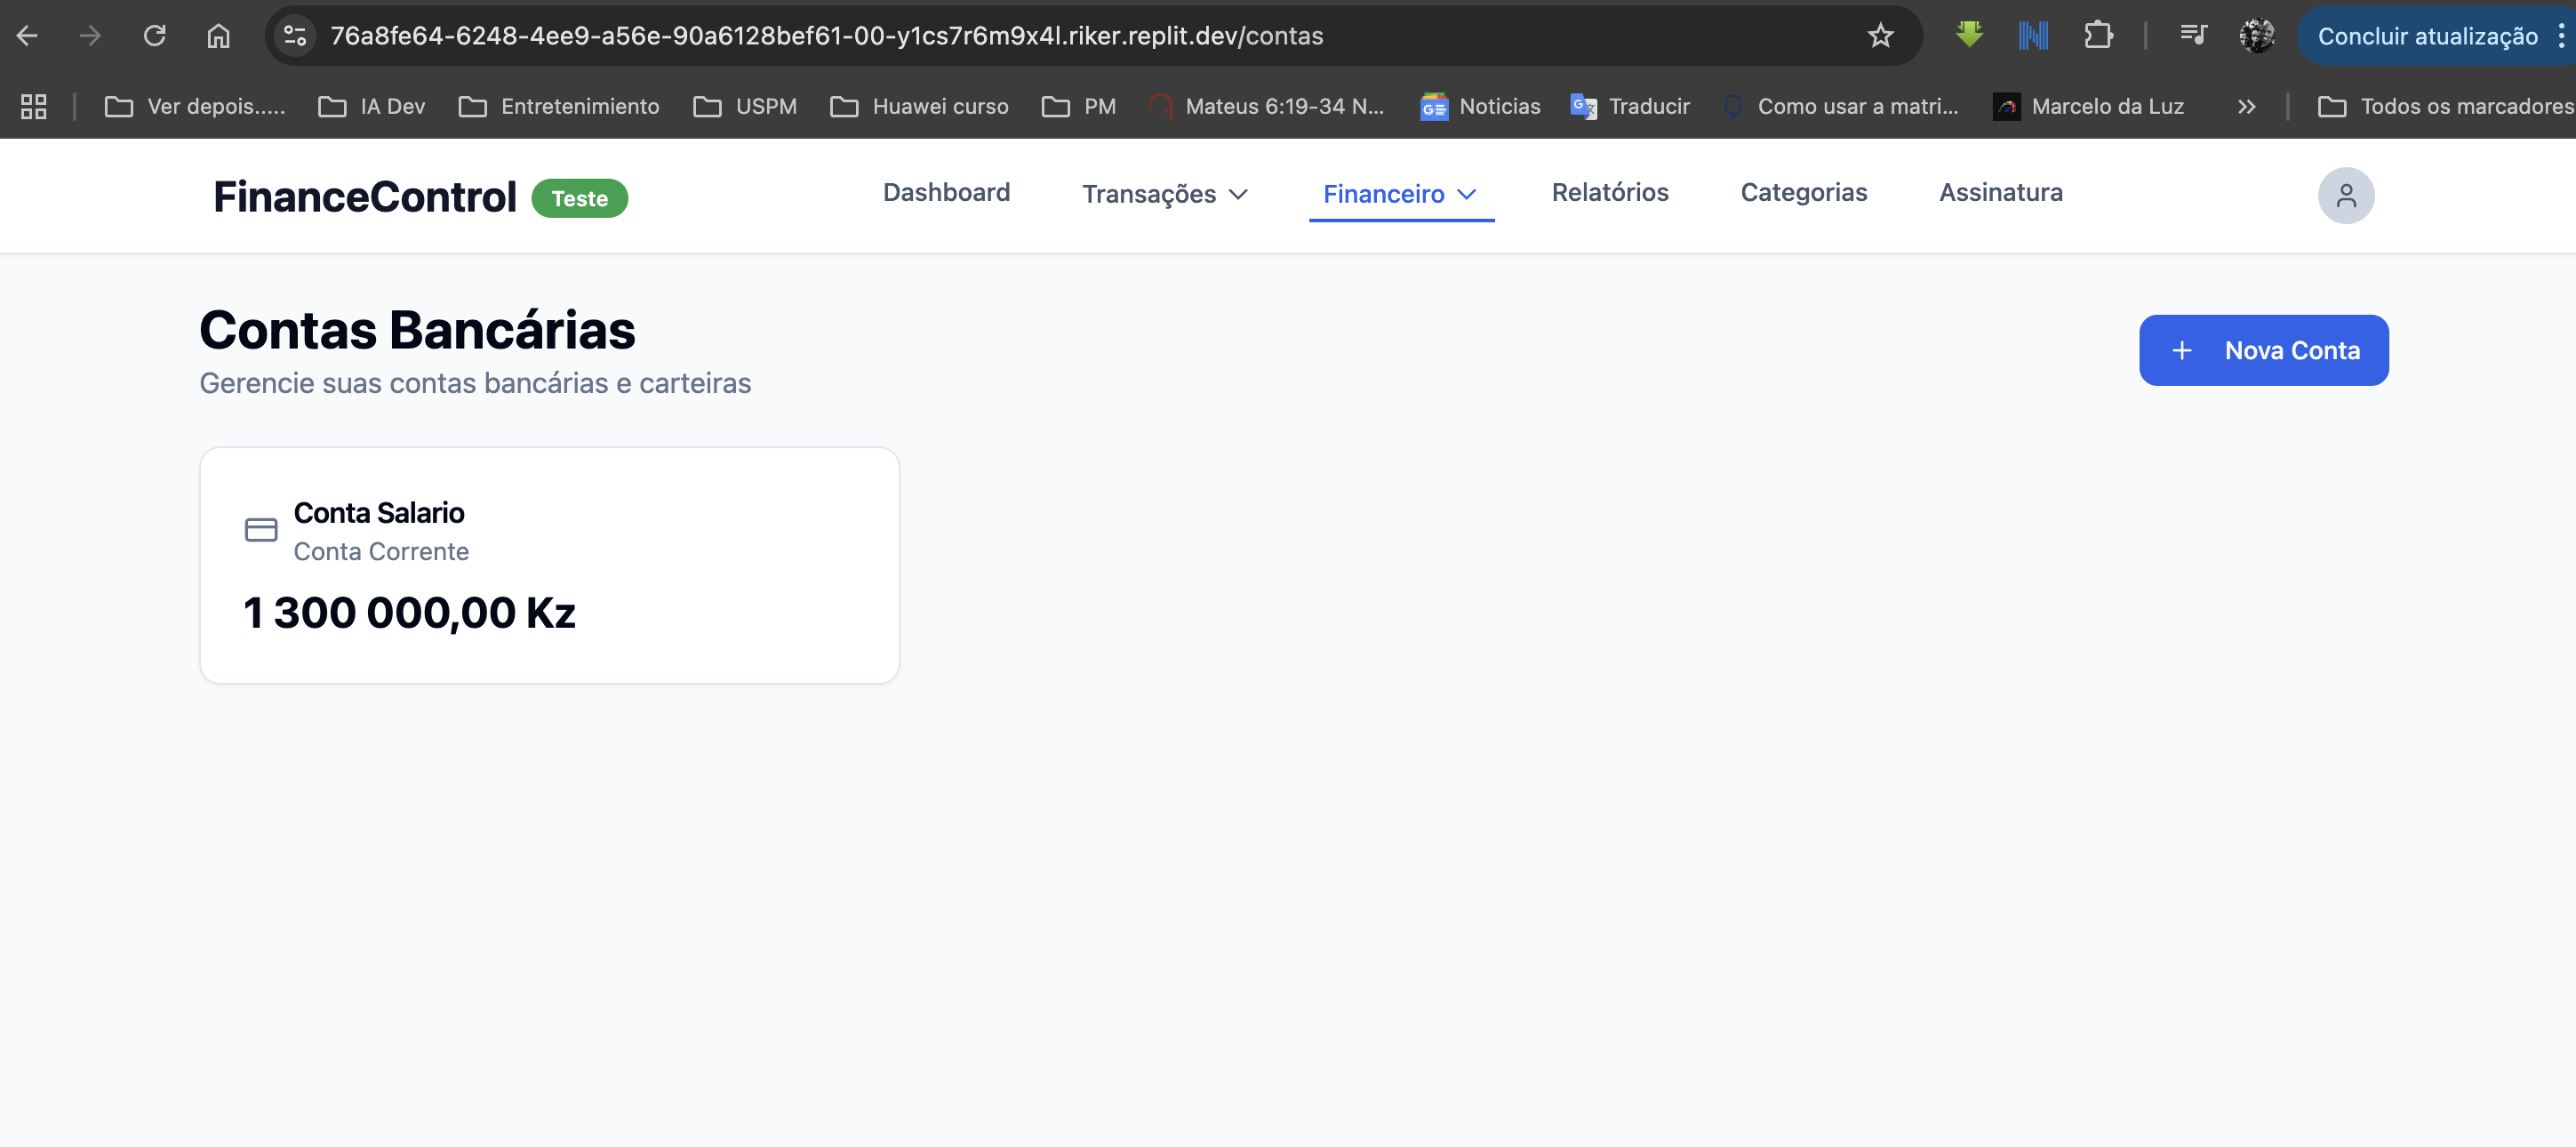 76a8fe64-6248-4ee9-a56e-90a6128bef61-00-y1cs7r6m9x4l.riker.replit.dev/contas
Concluir atualização
Ver depois..... IA Dev Entretenimiento USPM Huawei curso PM Mateus 6:19-34 N... Noticias Traducir Como usar a matri... Marcelo da Luz » Todos os marcadores
FinanceControl Teste Dashboard Transações Financeiro Relatórios Categorias Assinatura
Contas Bancárias
Gerencie suas contas bancárias e carteiras
+ Nova Conta
Conta Salario
Conta Corrente
1 300 000,00 Kz